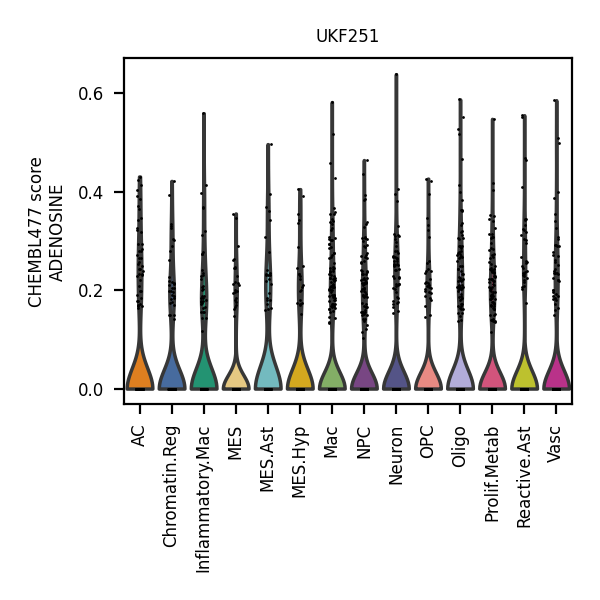 UKF251
CHEMBL477 score
ADENOSINE
0.6
0.4
0.2
0.0
AC
Chromatin.Reg
Inflammatory.Mac
MES
MES.Ast
MES.Hyp
Mac
NPC
Neuron
OPC
Oligo
Prolif.Metab
Reactive.Ast
Vasc